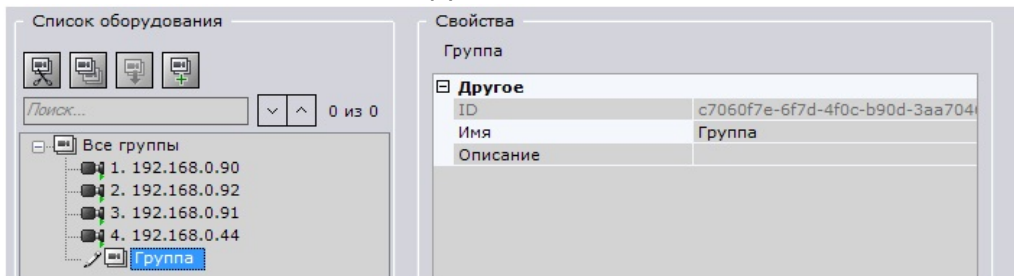 Список оборудования
Поиск...
0 из 0
Все группы
1. 192.168.0.90
2. 192.168.0.92
3. 192.168.0.91
4. 192.168.0.44
Группа
Свойства
Группа
Другое
ID c7060f7e-6f7d-4f0c-b90d-3aa704
Имя Группа
Описание